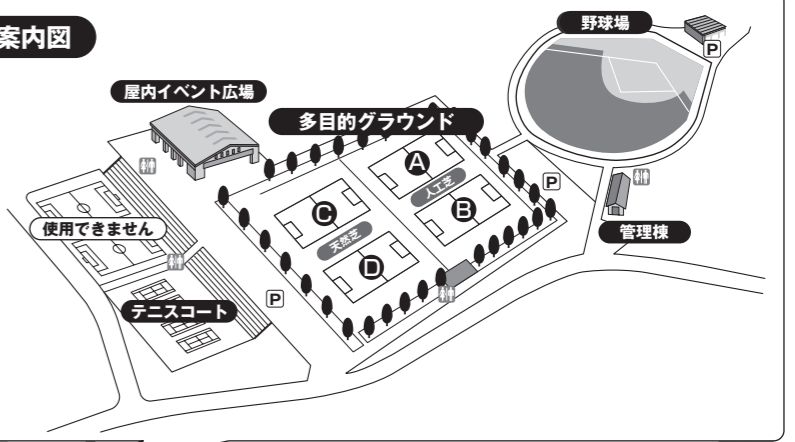 案内図
野球場
P
屋内イベント広場
多目的グラウンド
A
人工芝
P
B
C
使用できません
天然芝
管理棟
D
P
テニスコート